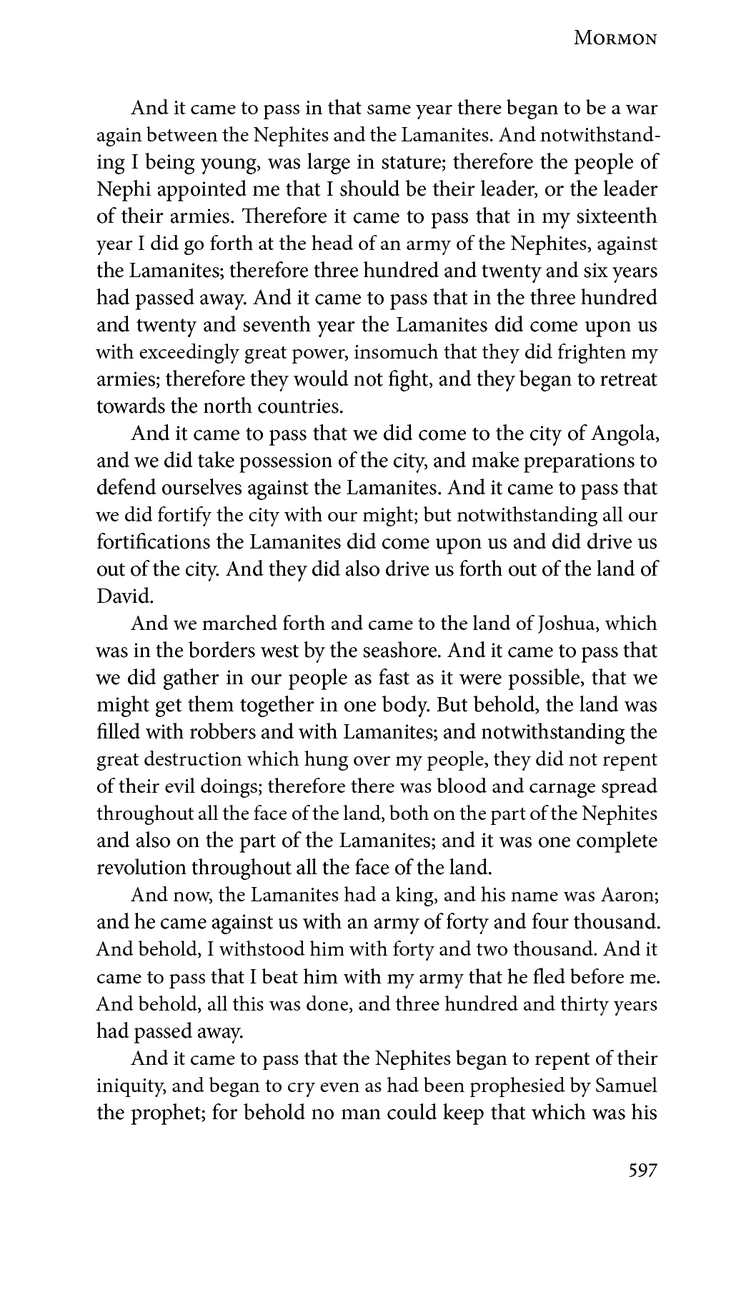 Mormon
And it came to pass in that same year there began to be a war
again between the Nephites and the Lamanites. And notwithstand-
ing I being young, was large in stature; therefore the people of
Nephi appointed me that I should be their leader, or the leader
of their armies. Therefore it came to pass that in my sixteenth
year I did go forth at the head of an army of the Nephites, against
the Lamanites; therefore three hundred and twenty and six years
had passed away. And it came to pass that in the three hundred
and twenty and seventh year the Lamanites did come upon us
with exceedingly great power, insomuch that they did frighten my
armies; therefore they would not fight, and they began to retreat
towards the north countries.
And it came to pass that we did come to the city of Angola,
and we did take possession of the city, and make preparations to
defend ourselves against the Lamanites. And it came to pass that
we did fortify the city with our might; but notwithstanding all our
fortifications the Lamanites did come upon us and did drive us
out of the city. And they did also drive us forth out of the land of
David.
And we marched forth and came to the land of Joshua, which
was in the borders west by the seashore. And it came to pass that
we did gather in our people as fast as it were possible, that we
might get them together in one body. But behold, the land was
filled with robbers and with Lamanites; and notwithstanding the
great destruction which hung over my people, they did not repent
of their evil doings; therefore there was blood and carnage spread
throughout all the face of the land, both on the part of the Nephites
and also on the part of the Lamanites; and it was one complete
revolution throughout all the face of the land.
And now, the Lamanites had a king, and his name was Aaron;
and he came against us with an army of forty and four thousand.
And behold, I withstood him with forty and two thousand. And it
came to pass that I beat him with my army that he fled before me.
And behold, all this was done, and three hundred and thirty years
had passed away.
And it came to pass that the Nephites began to repent of their
iniquity, and began to cry even as had been prophesied by Samuel
the prophet; for behold no man could keep that which was his
597